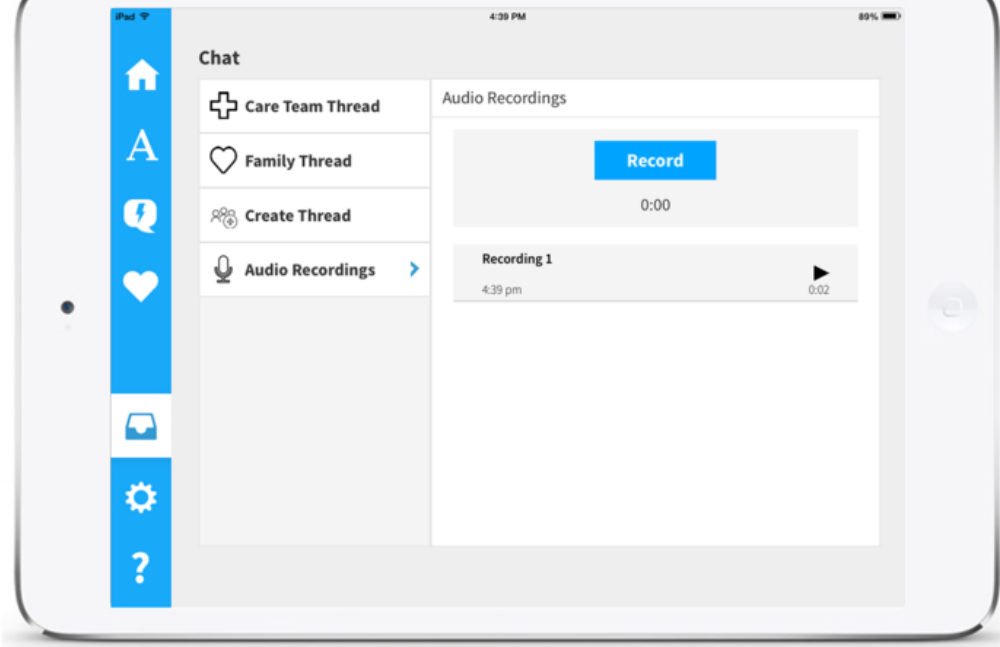 iPad
4:39 PM
89%
Chat
Care Team Thread
Family Thread
Create Thread
Audio Recordings
Audio Recordings
Record
0:00
Recording 1
4:39 pm
0:02
A
?